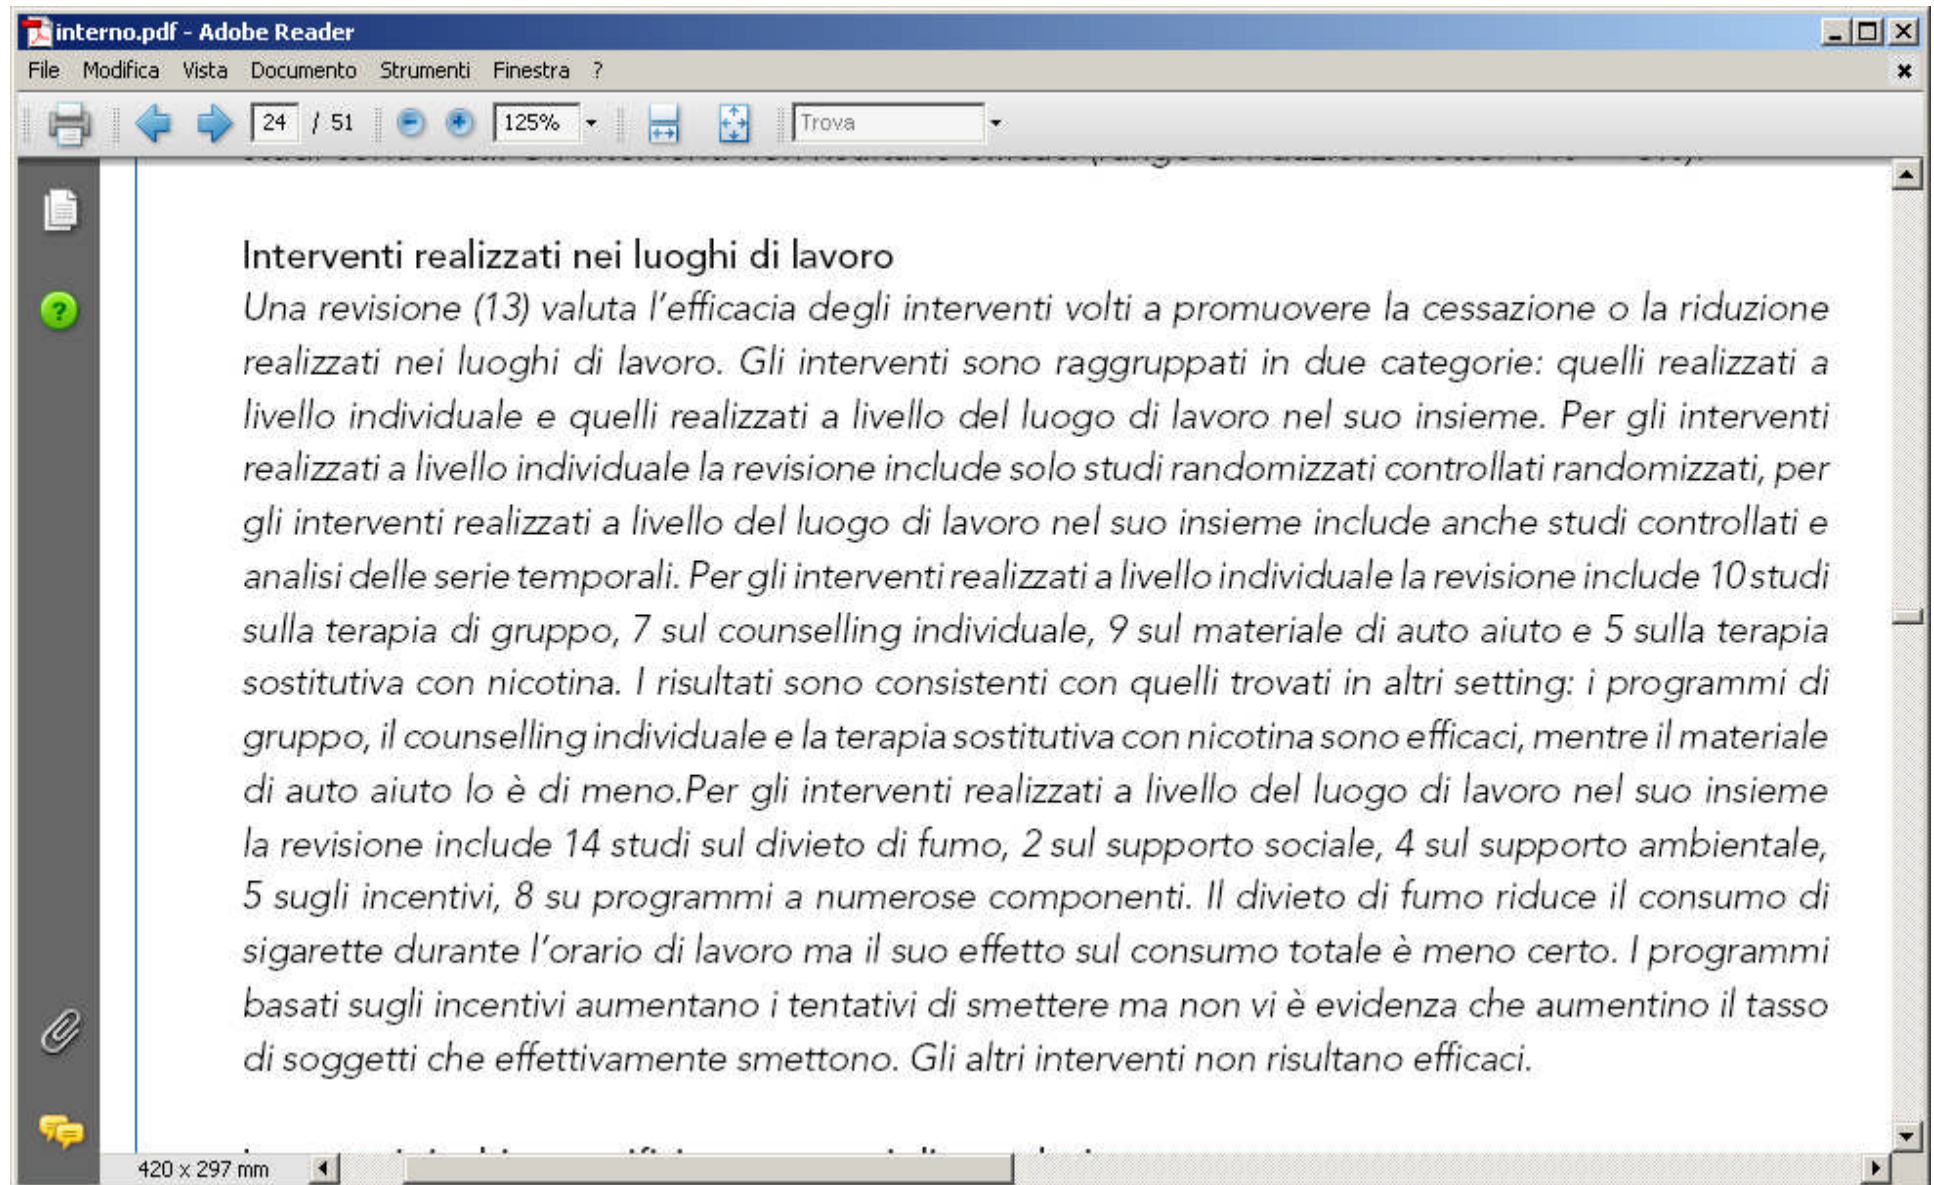 interno.pdf - Adobe Reader
File Modifica Vista Documento Strumenti Finestra ?
24 / 51 125% Trova
Interventi realizzati nei luoghi di lavoro
Una revisione (13) valuta l'efficacia degli interventi volti a promuovere la cessazione o la riduzione
realizzati nei luoghi di lavoro. Gli interventi sono raggruppati in due categorie: quelli realizzati a
livello individuale e quelli realizzati a livello del luogo di lavoro nel suo insieme. Per gli interventi
realizzati a livello individuale la revisione include solo studi randomizzati controllati randomizzati, per
gli interventi realizzati a livello del luogo di lavoro nel suo insieme include anche studi controllati e
analisi delle serie temporali. Per gli interventi realizzati a livello individuale la revisione include 10 studi
sulla terapia di gruppo, 7 sul counselling individuale, 9 sul materiale di auto aiuto e 5 sulla terapia
sostitutiva con nicotina. I risultati sono consistenti con quelli trovati in altri setting: i programmi di
gruppo, il counselling individuale e la terapia sostitutiva con nicotina sono efficaci, mentre il materiale
di auto aiuto lo è di meno.Per gli interventi realizzati a livello del luogo di lavoro nel suo insieme
la revisione include 14 studi sul divieto di fumo, 2 sul supporto sociale, 4 sul supporto ambientale,
5 sugli incentivi, 8 su programmi a numerose componenti. Il divieto di fumo riduce il consumo di
sigarette durante l'orario di lavoro ma il suo effetto sul consumo totale è meno certo. I programmi
basati sugli incentivi aumentano i tentativi di smettere ma non vi è evidenza che aumentino il tasso
di soggetti che effettivamente smettono. Gli altri interventi non risultano efficaci.
420 x 297 mm